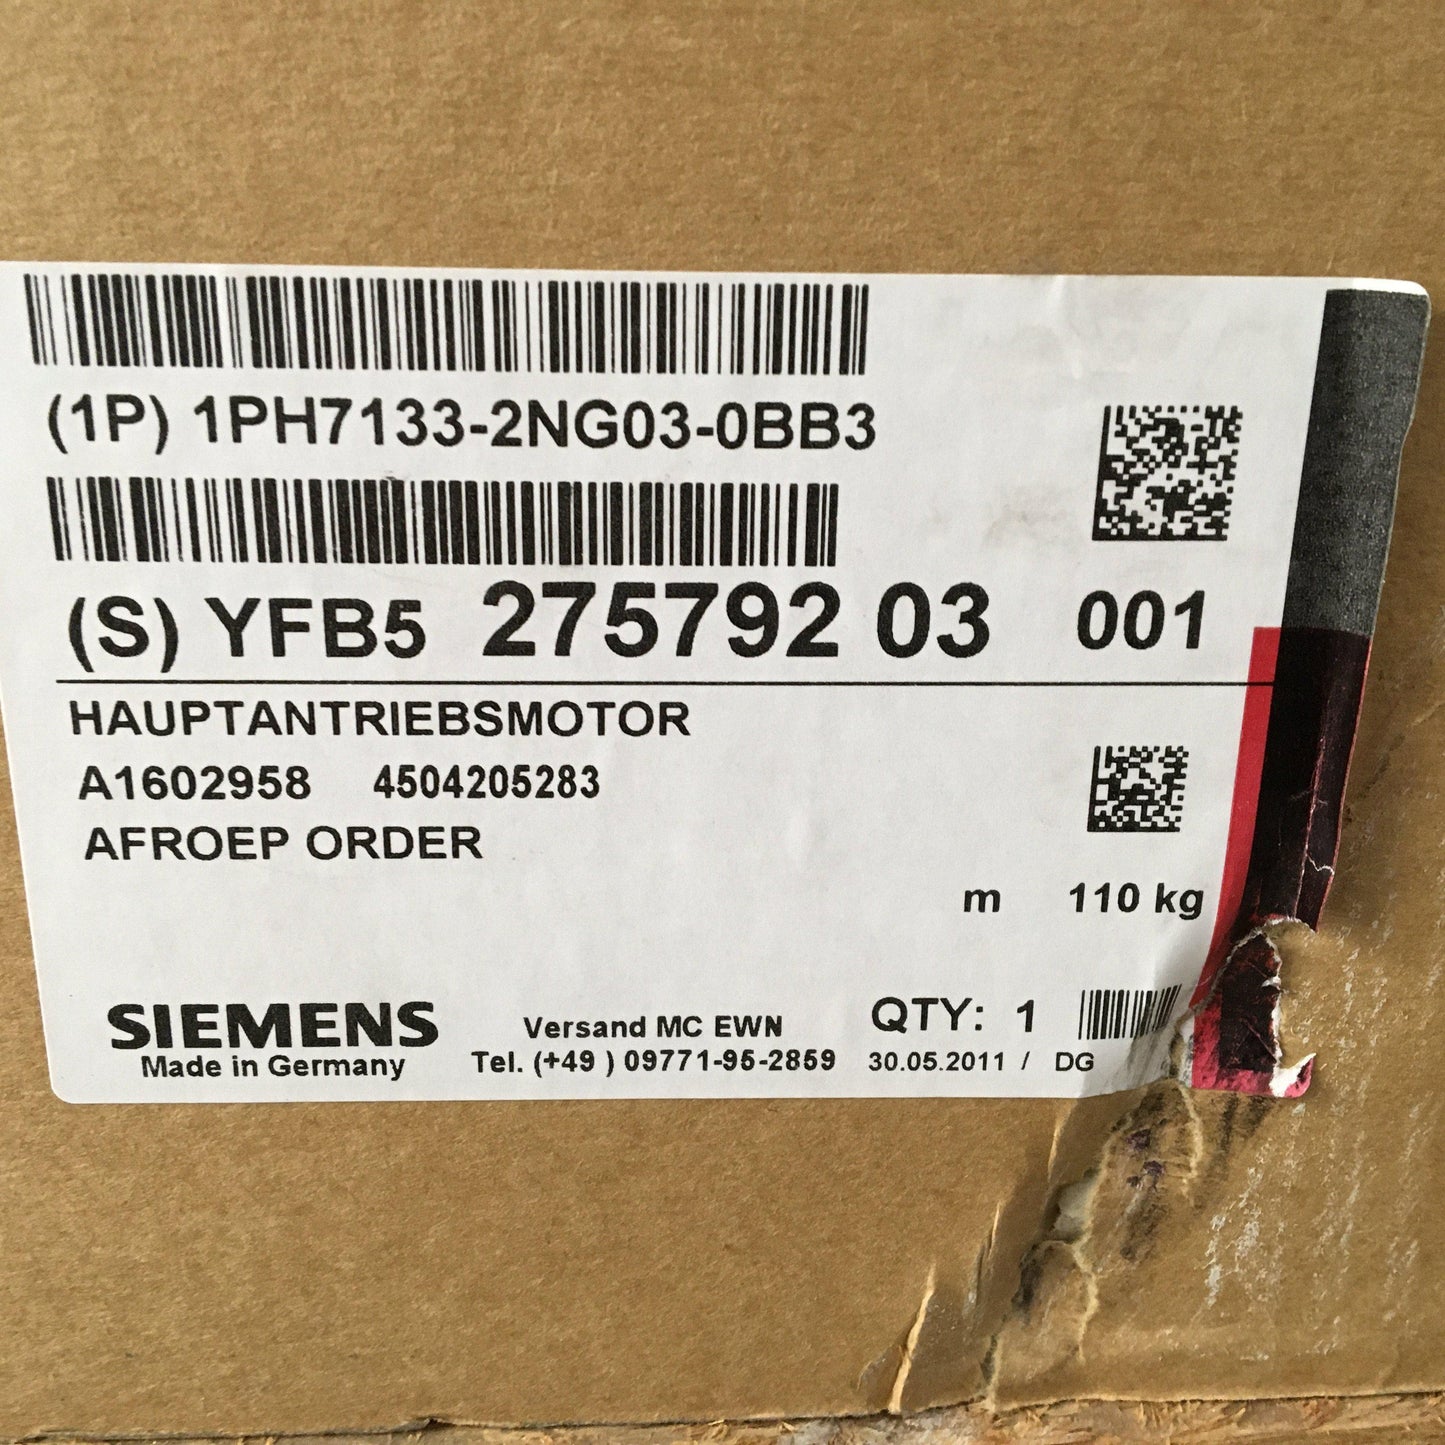 (1P) 1PH7133-2NG03-0BB3
(S) YFB5 275792 03 001
HAUPTANTRIEBSMOTOR
A1602958 4504205283
AFROEP ORDER
m 110 kg
SIEMENS
Made in Germany
Versand MC EWN
Tel. (+49 ) 09771-95-2859
QTY: 1
30.05.2011 / DG